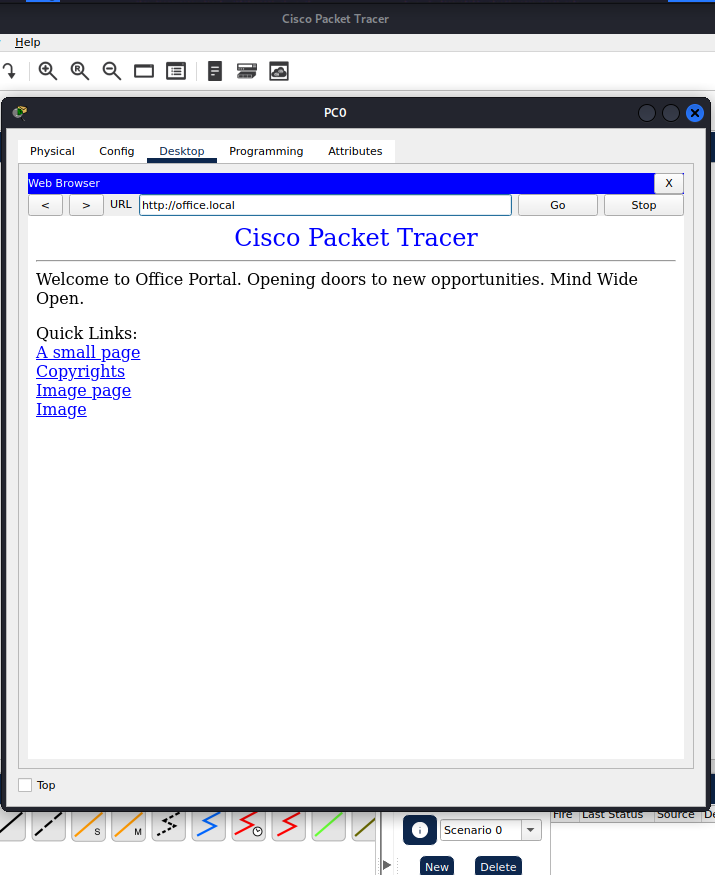 Cisco Packet Tracer
Help
PC0
Physical Config Desktop Programming Attributes
Web Browser X
< > URL http://office.local Go Stop
Cisco Packet Tracer
Welcome to Office Portal. Opening doors to new opportunities. Mind Wide
Open.
Quick Links:
A small page
Copyrights
Image page
Image
Top
Fire Last Status Source De
S M
Scenario 0
New Delete